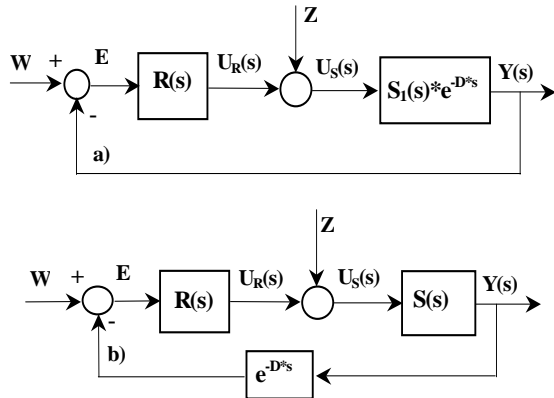 Z
W + E R(s) U_R(s) U_S(s) S_1(s)*e^-D*s Y(s)
-
a)
Z
W + E R(s) U_R(s) U_S(s) S(s) Y(s)
-
b) e^-D*s